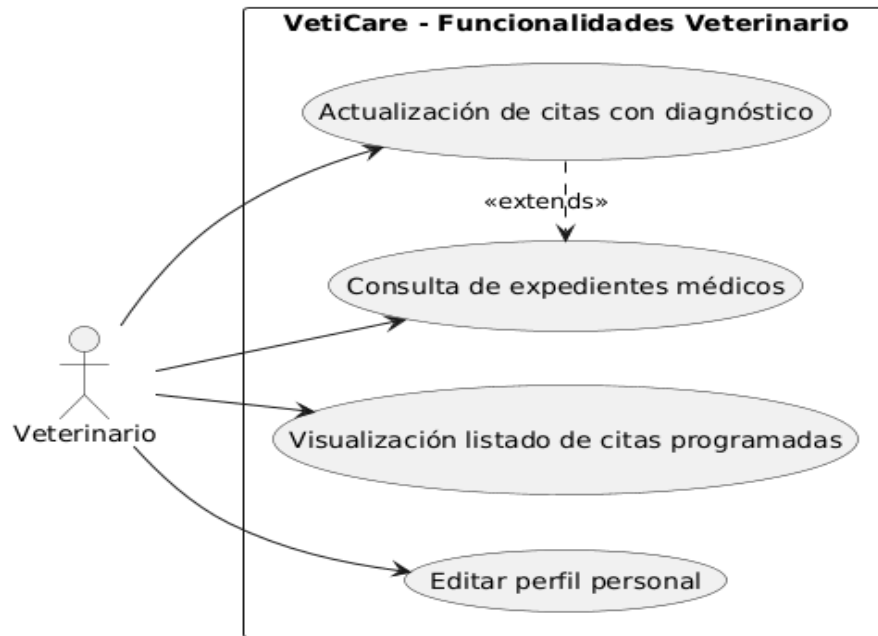 VetiCare - Funcionalidades Veterinario
Actualización de citas con diagnóstico
«extends»
Consulta de expedientes médicos
Visualización listado de citas programadas
Veterinario
Editar perfil personal